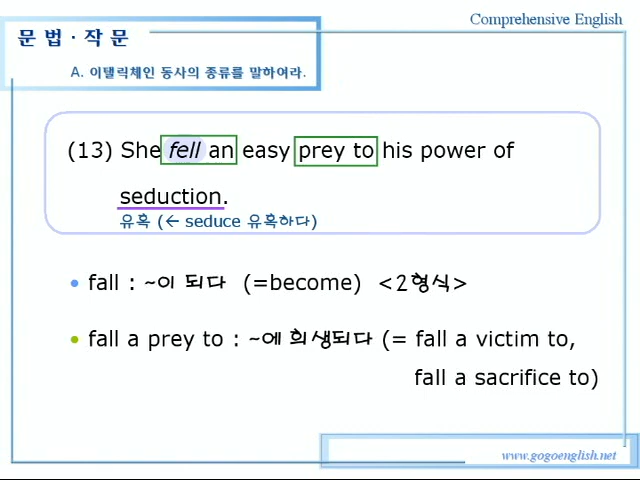 Comprehensive English
문 법 · 작 문
A. 이탤릭체인 동사의 종류를 말하여라.
(13) She fell an easy prey to his power of
seduction.
유혹 (← seduce 유혹하다)
• fall : ~이 되다 (=become) <2형식>
• fall a prey to : ~에 희생되다 (= fall a victim to,
fall a sacrifice to)
www.gogoenglish.net